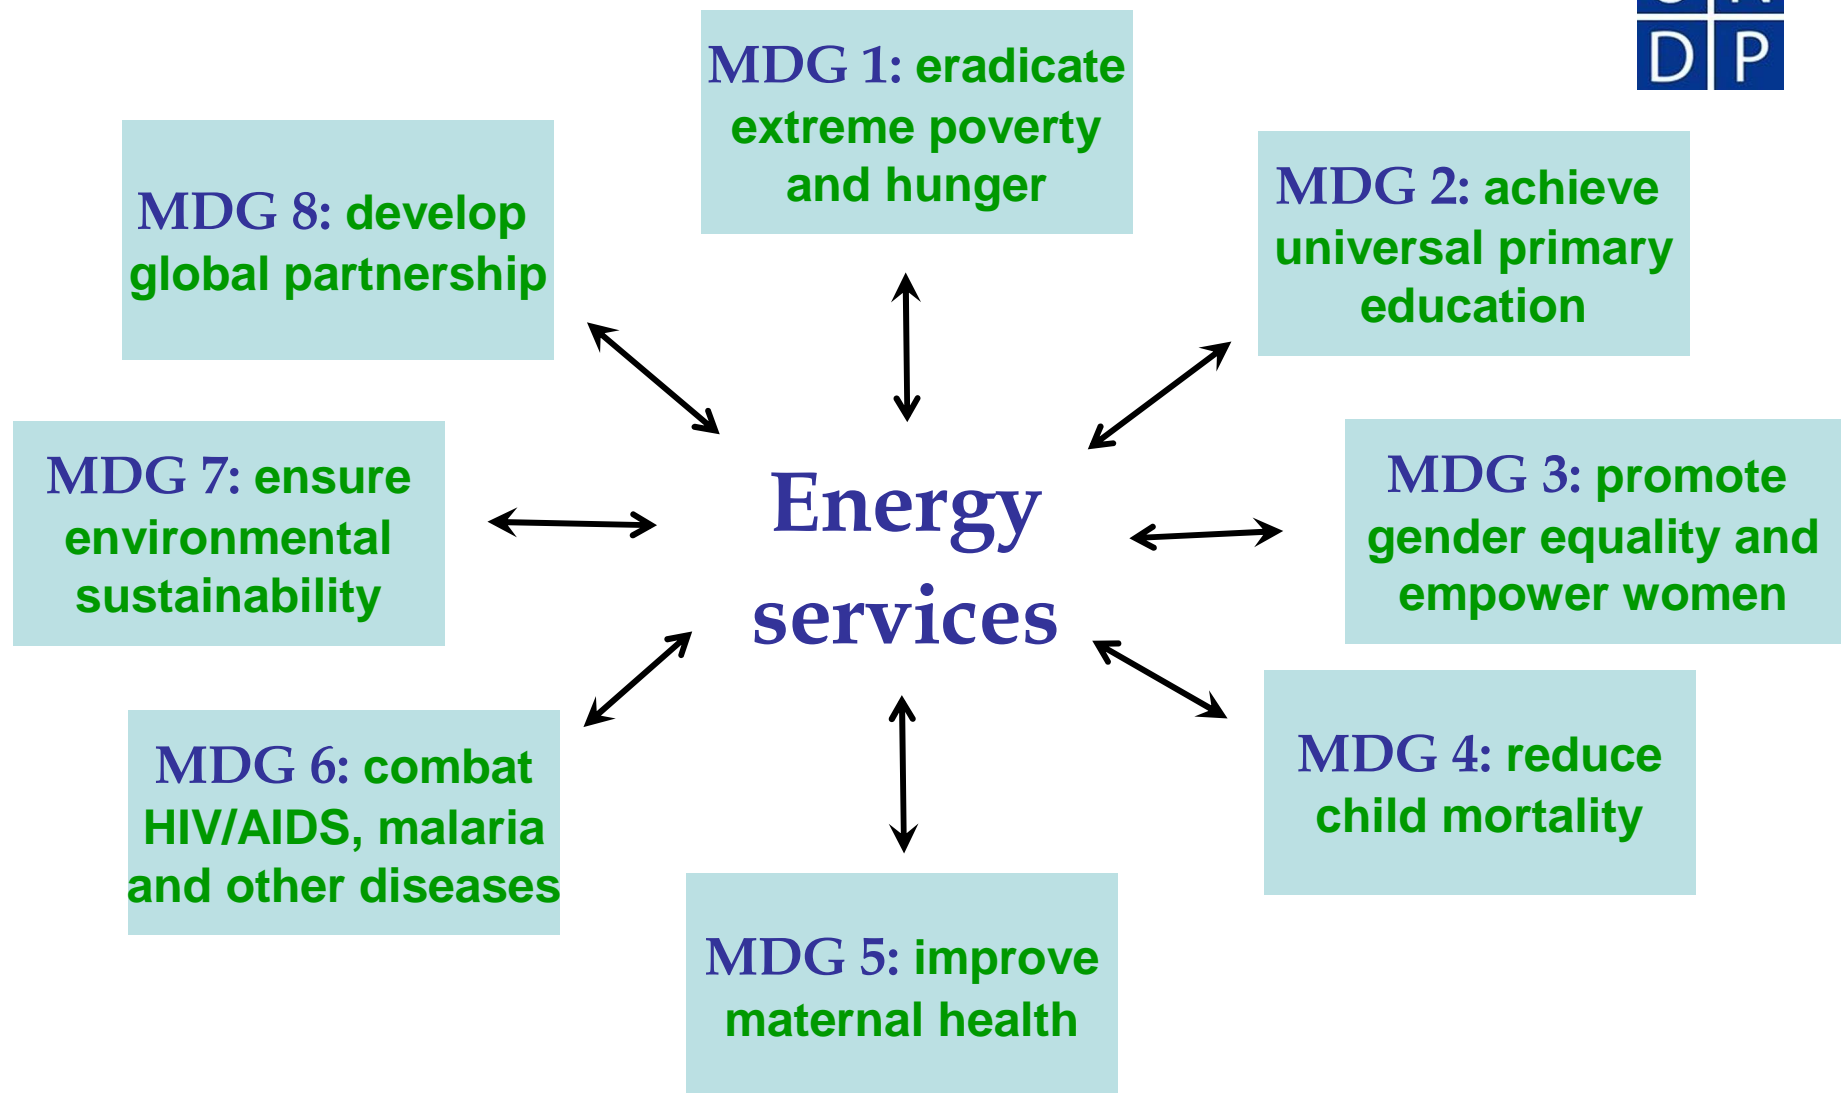 D P
MDG 1: eradicate
extreme poverty
and hunger
MDG 2: achieve
universal primary
education
MDG 3: promote
gender equality and
empower women
MDG 4: reduce
child mortality
MDG 5: improve
maternal health
MDG 6: combat
HIV/AIDS, malaria
and other diseases
MDG 7: ensure
environmental
sustainability
MDG 8: develop
global partnership
Energy
services